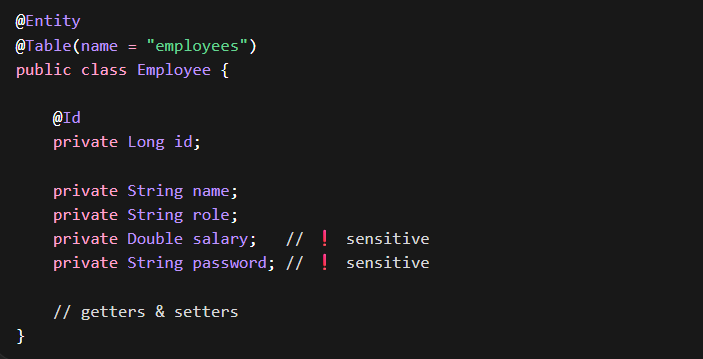 @Entity
@Table(name = "employees")
public class Employee {
@Id
private Long id;
private String name;
private String role;
private Double salary; // ❗ sensitive
private String password; // ❗ sensitive
// getters & setters
}